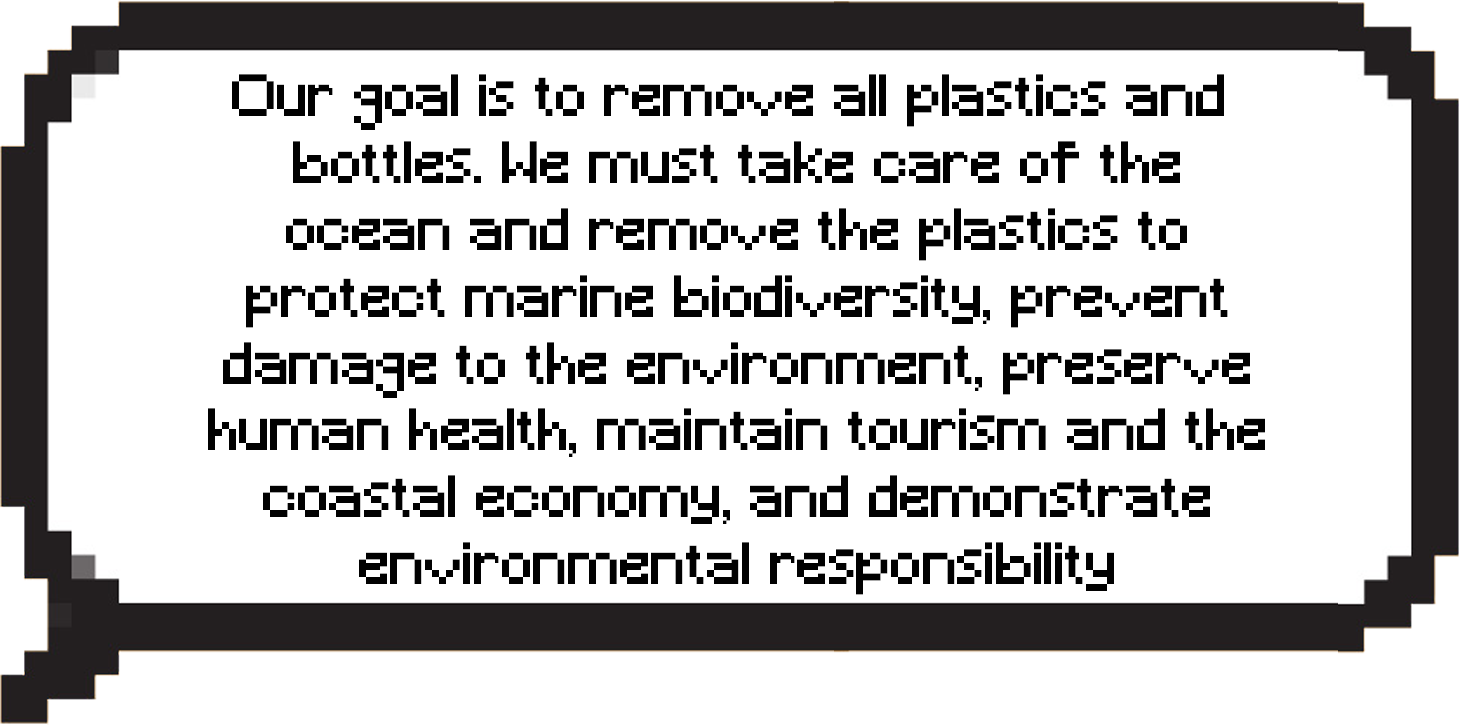 Our goal is to remove all plastics and
bottles. We must take care of the
ocean and remove the plastics to
protect marine biodiversity, prevent
damage to the environment, preserve
human health, maintain tourism and the
coastal economy, and demonstrate
environmental responsibility